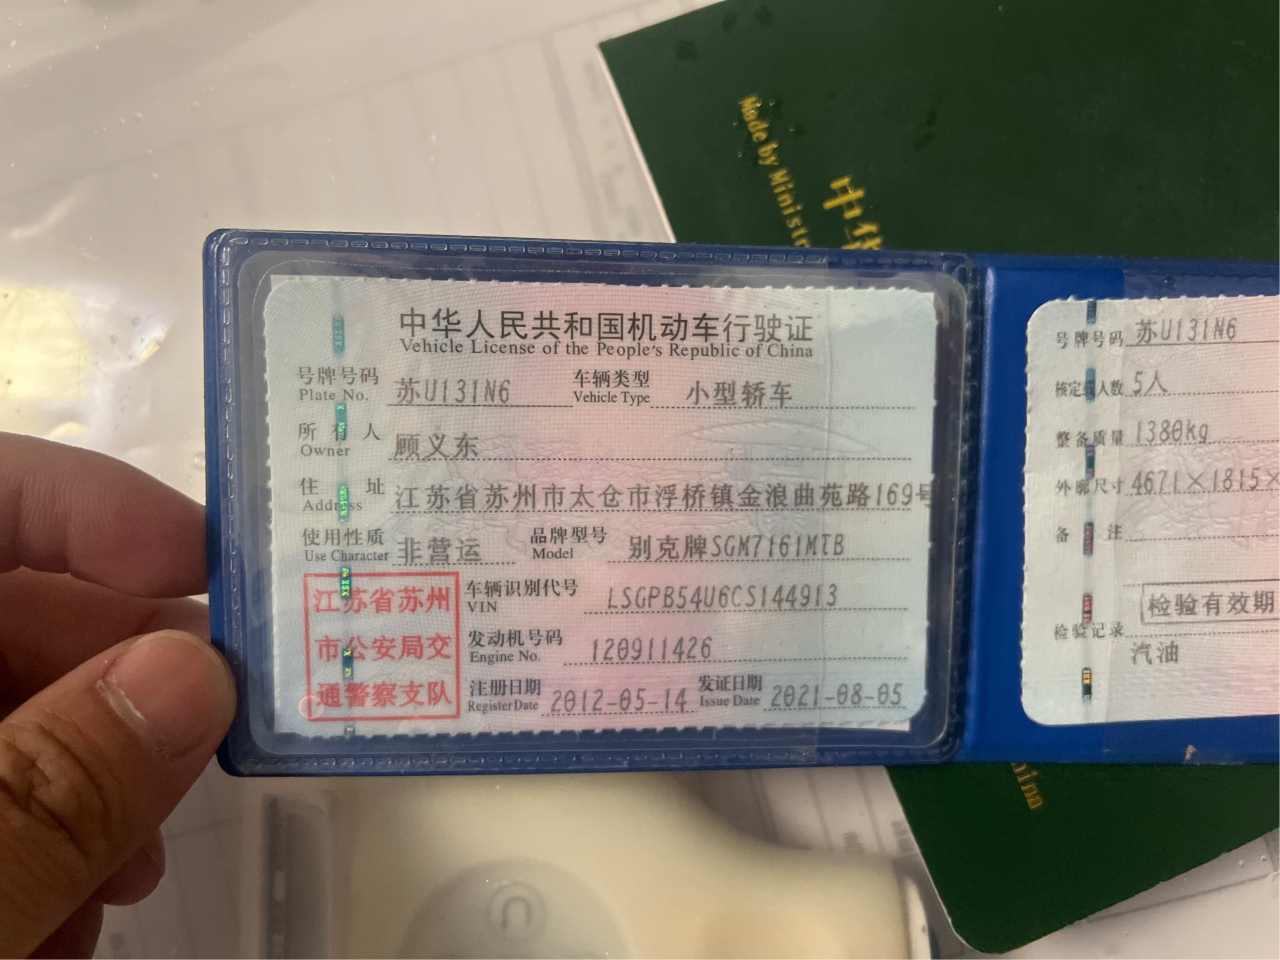 Made by Ministr
中华
中华人民共和国机动车行驶证
Vehicle License of the People's Republic of China
号牌号码 苏U131N6 车辆类型 小型轿车
Plate No. Vehicle Type
所有人 顾义东
Owner
住址 江苏省苏州市太仓市浮桥镇金浪曲苑路169号
Address
使用性质 非营运 品牌型号 别克牌SGM7161MTB
Use Character Model
江苏省苏州
市公安局交
通警察支队
车辆识别代号 LSGPB54U6CS144913
VIN
发动机号码 120911426
Engine No.
注册日期 2012-05-14 发证日期 2021-08-05
Register Date Issue Date
号牌号码 苏U131N6
核定载人数 5人
整备质量 1380kg
外廓尺寸 4671×1815×
备注
检验有效期
检验记录
汽油
hina